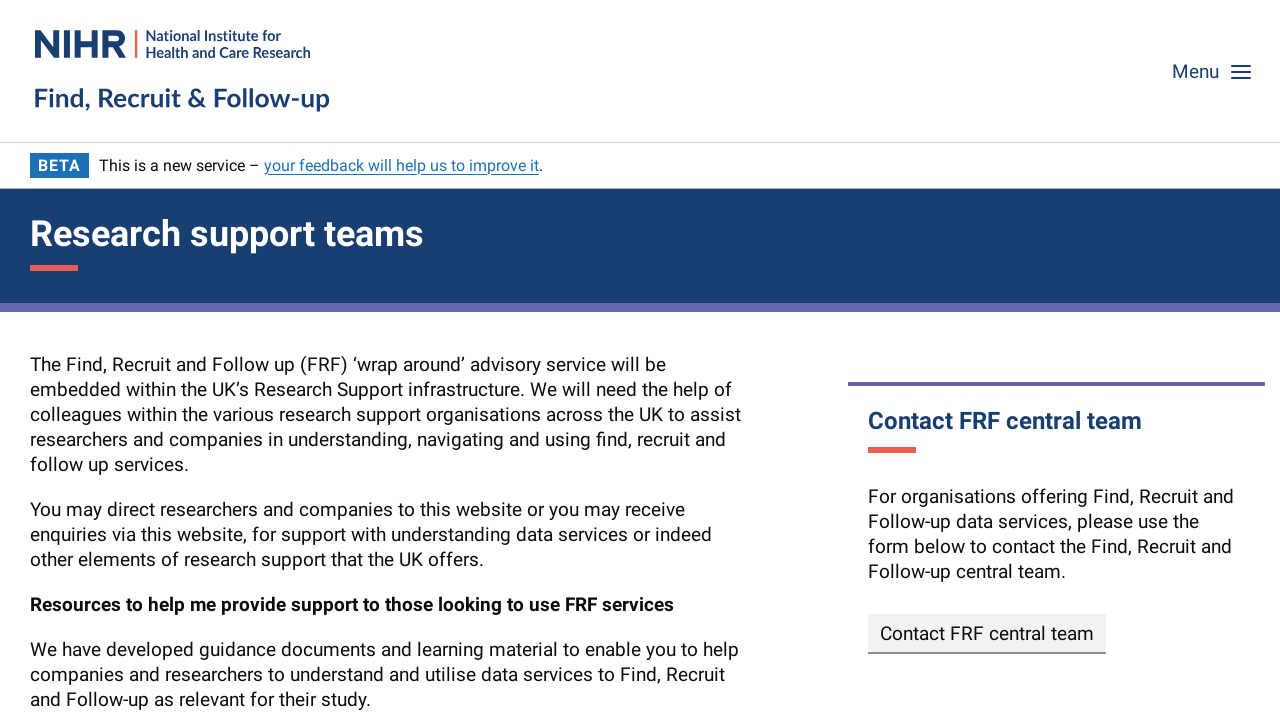 NIHR
National Institute for
Health and Care Research
Find, Recruit & Follow-up
Menu
BETA This is a new service – your feedback will help us to improve it.
Research support teams
The Find, Recruit and Follow up (FRF) ‘wrap around’ advisory service will be
embedded within the UK’s Research Support infrastructure. We will need the help of
colleagues within the various research support organisations across the UK to assist
researchers and companies in understanding, navigating and using find, recruit and
follow up services.
You may direct researchers and companies to this website or you may receive
enquiries via this website, for support with understanding data services or indeed
other elements of research support that the UK offers.
Resources to help me provide support to those looking to use FRF services
We have developed guidance documents and learning material to enable you to help
companies and researchers to understand and utilise data services to Find, Recruit
and Follow-up as relevant for their study.
Contact FRF central team
For organisations offering Find, Recruit and
Follow-up data services, please use the
form below to contact the Find, Recruit and
Follow-up central team.
Contact FRF central team